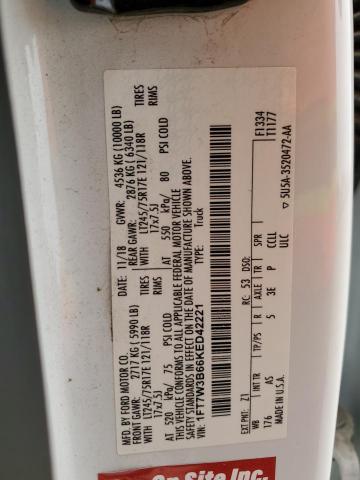 MFD. BY FORD MOTOR CO.
11/18
GVWR: 4536 KG (10000 LB)
FRONT GAWR: 2717 KG (5990 LB)
REAR GAWR: 2876 KG (6340 LB)
WITH
LT245/75R17E 121/118R
TIRES
WITH
LT245/75R17E 121/118R
TIRES
17x7.5J
RIMS
17x7.5J
RIMS
AT 520 kPa/ 75 PSI COLD
AT 550 kPa/ 80 PSI COLD
THIS VEHICLE CONFORMS TO ALL APPLICABLE FEDERAL MOTOR VEHICLE
SAFETY STANDARDS IN EFFECT ON THE DATE OF MANUFACTURE SHOWN ABOVE.
VIN: 1FT7W3B66KED42221
TYPE: Truck
F1334
T1177
EXT PNT: Z1
RC: 53 DSO:
WB INT TR TP/PS R AXLE TR SPR
176 AS 5 3E P CCLL
MADE IN U.S.A.
ULC
5U5A-3520472-AA
On Site Inc.